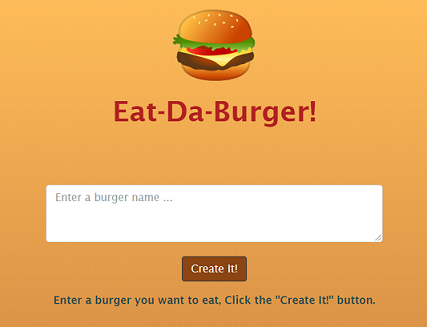 Eat-Da-Burger!
Enter a burger name ...
Create It!
Enter a burger you want to eat, Click the "Create It!" button.